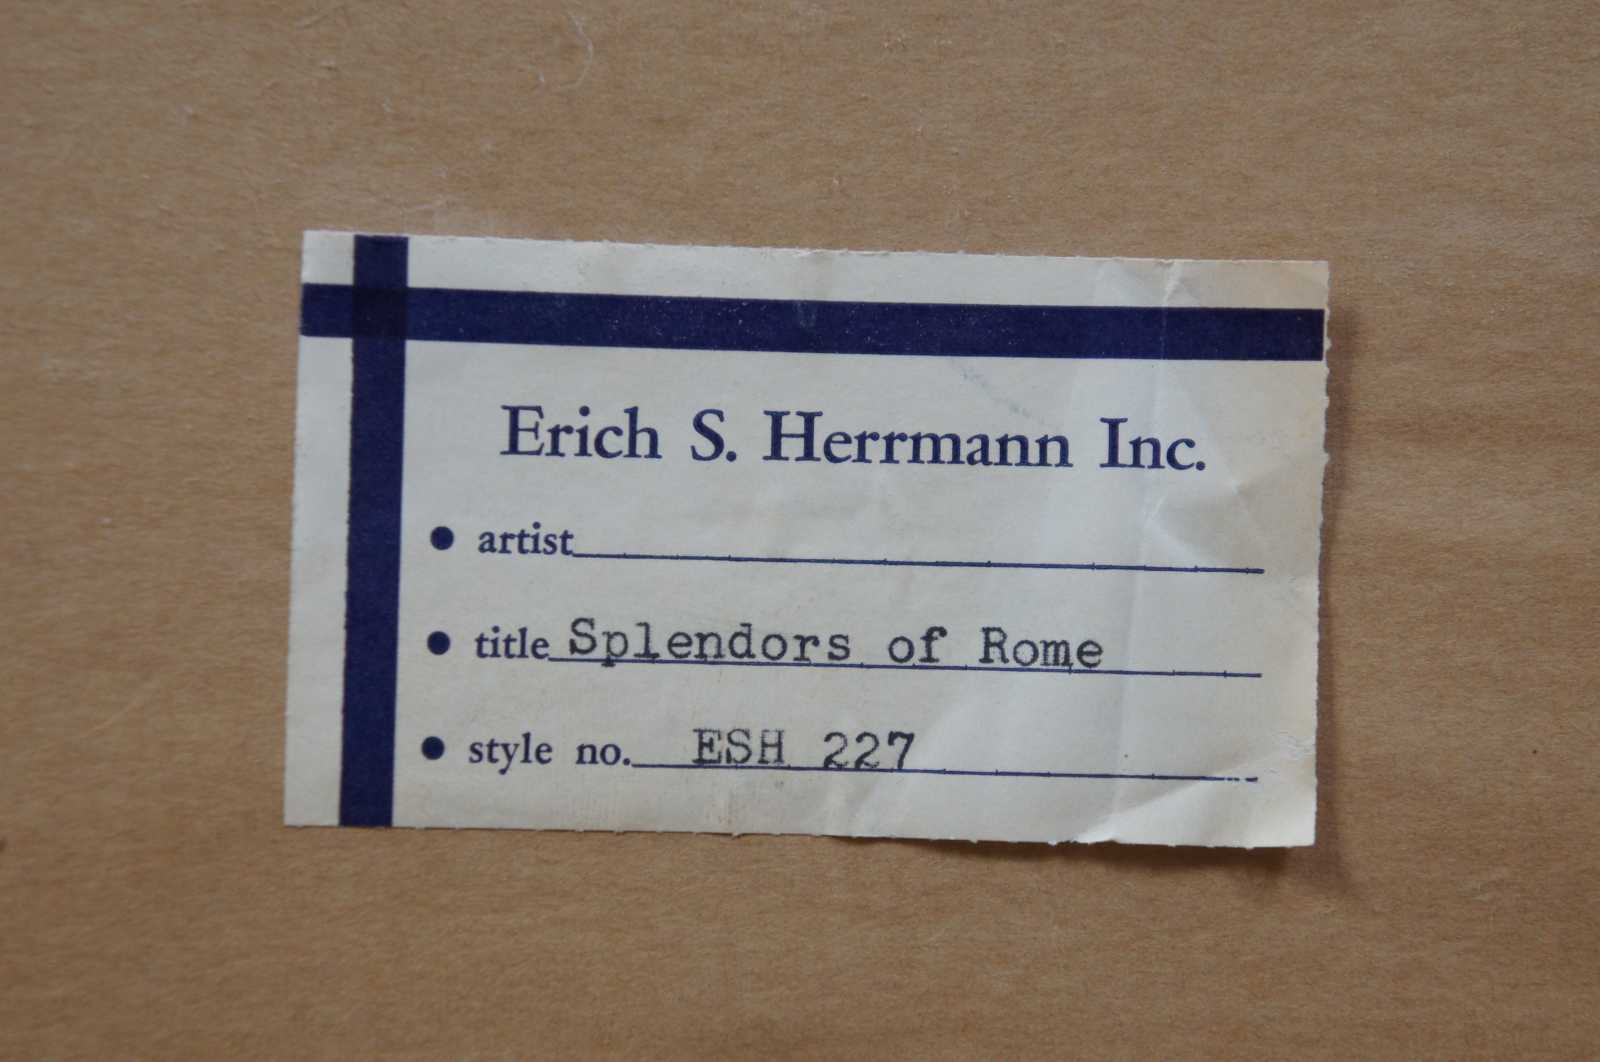 Erich S. Herrmann Inc.
● artist
● title Splendors of Rome
● style no. ESH 227